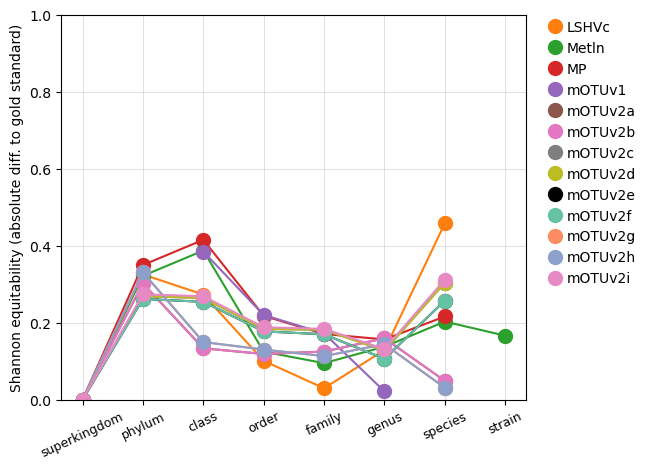 Shannon equitability (absolute diff. to gold standard)
1.0
0.8
0.6
0.4
0.2
0.0
superkingdom
phylum
class
order
family
genus
species
strain
LSHVc
Metln
MP
mOTUv1
mOTUv2a
mOTUv2b
mOTUv2c
mOTUv2d
mOTUv2e
mOTUv2f
mOTUv2g
mOTUv2h
mOTUv2i